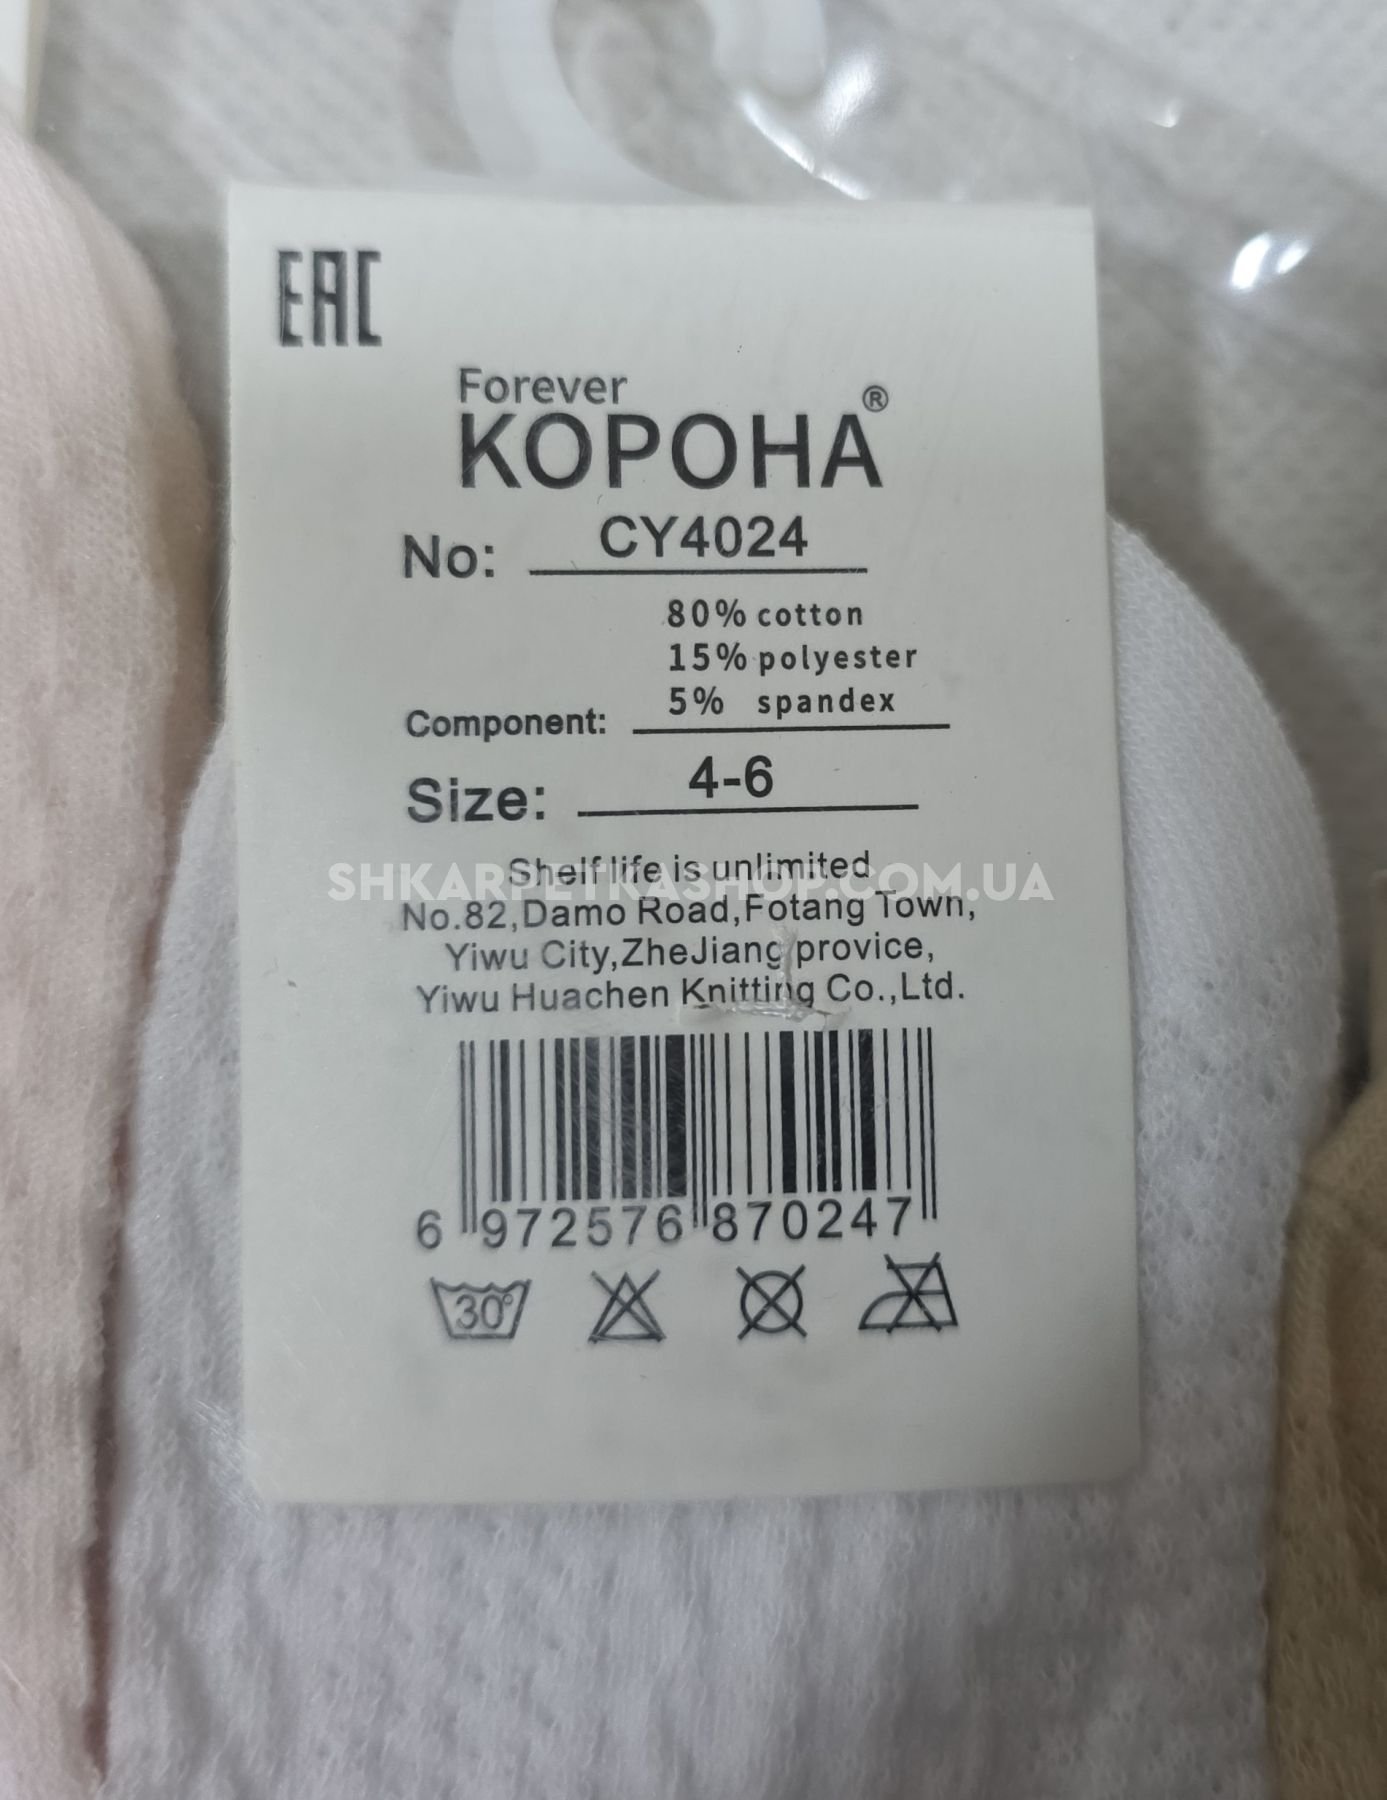 EAC
Forever
КОРОНА®
No: CY4024
80% cotton
15% polyester
5% spandex
Component:
Size: 4-6
Shelf life is unlimited
SHKARPETKASHOP.COM.UA
No.82,Damo Road,Fotang Town,
Yiwu City,ZheJiang provice,
Yiwu Huachen Knitting Co.,Ltd.
6 972576 870247
30°